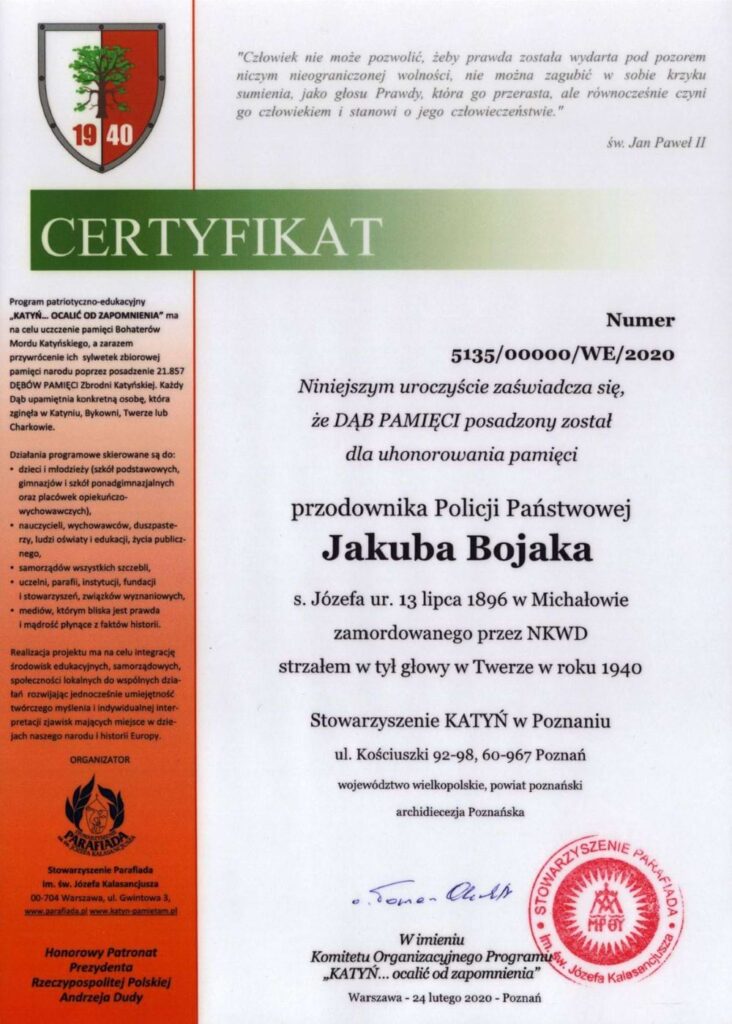 1940
"Człowiek nie może pozwolić, żeby prawda została wydarta pod pozorem
niczym nieograniczonej wolności, nie można zagubić w sobie krzyku
sumienia, jako głosu Prawdy, która go przerasta, ale równocześnie czyni
go człowiekiem i stanowi o jego człowieczeństwie."
św. Jan Paweł II
CERTYFIKAT
Program patriotyczno-edukacyjny
„KATYŃ... OCALIĆ OD ZAPOMNIENIA” ma
na celu uczczenie pamięci Bohaterów
Mordu Katyńskiego, a zarazem
przywrócenie ich sylwetek zbiorowej
pamięci narodu poprzez posadzenie 21.857
DĘBÓW PAMIĘCI Zbrodni Katyńskiej. Każdy
Dąb upamiętnia konkretną osobę, która
zginęła w Katyniu, Bykowni, Twerze lub
Charkowie.
Działania programowe skierowane są do:
• dzieci i młodzieży (szkół podstawowych,
gimnazjów i szkół ponadgimnazjalnych
oraz placówek opiekuńczo-
wychowawczych),
• nauczycieli, wychowawców, duszpaste-
rzy, ludzi oświaty i edukacji, życia publicz-
nego,
• samorządów wszystkich szczebli,
• uczelni, parafii, instytucji, fundacji
i stowarzyszeń, związków wyznaniowych,
• mediów, którym bliska jest prawda
i mądrość płynące z faktów historii.
Realizacja projektu ma na celu integrację
środowisk edukacyjnych, samorządowych,
społeczności lokalnych do wspólnych dzia-
łań rozwijając jednocześnie umiejętność
twórczego myślenia i indywidualnej inter-
pretacji zjawisk mających miejsce w dzie-
jach naszego narodu i historii Europy.
ORGANIZATOR
STOWARZYSZENIE
PARAFIADA
IM. ŚW. JÓZEFA KALASANCJUSZA
Stowarzyszenie Parafiada
im. św. Józefa Kalasancjusza
00-704 Warszawa, ul. Gwintowa 3,
www.parafiada.pl www.katyn-pamietam.pl
Honorowy Patronat
Prezydenta
Rzeczypospolitej Polskiej
Andrzeja Dudy
Numer
5135/00000/WE/2020
Niniejszym uroczyście zaświadcza się,
że DĄB PAMIĘCI posadzony został
dla uhonorowania pamięci
przodownika Policji Państwowej
Jakuba Bojaka
s. Józefa ur. 13 lipca 1896 w Michałowie
zamordowanego przez NKWD
strzałem w tył głowy w Twerze w roku 1940
Stowarzyszenie KATYŃ w Poznaniu
ul. Kościuszki 92-98, 60-967 Poznań
województwo wielkopolskie, powiat poznański
archidiecezja Poznańska
W imieniu
Komitetu Organizacyjnego Programu
„KATYŃ... ocalić od zapomnienia”
Warszawa - 24 lutego 2020 - Poznań
STOWARZYSZENIE PARAFIADA
im. św. Józefa Kalasancjusza